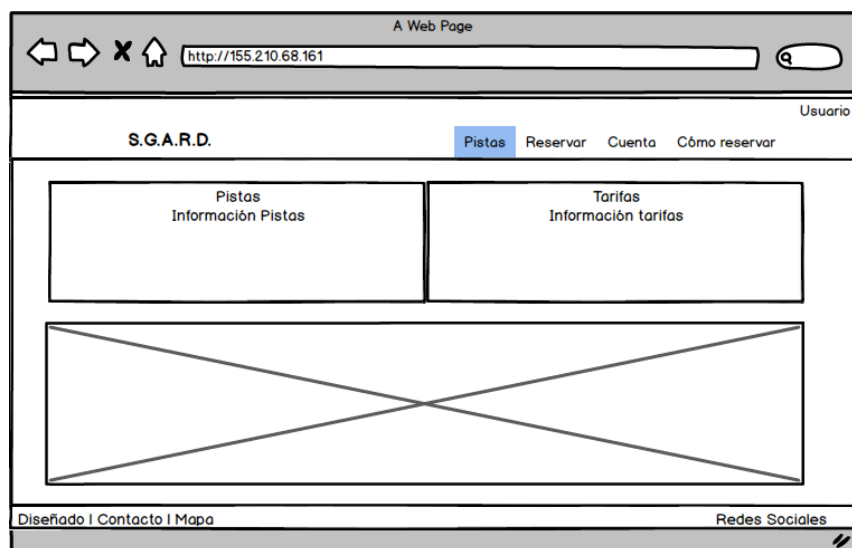 A Web Page
http://155.210.68.161
Usuario
S.G.A.R.D.
Pistas Reservar Cuenta Cómo reservar
Pistas
Información Pistas
Tarifas
Información tarifas
Diseñado | Contacto | Mapa
Redes Sociales